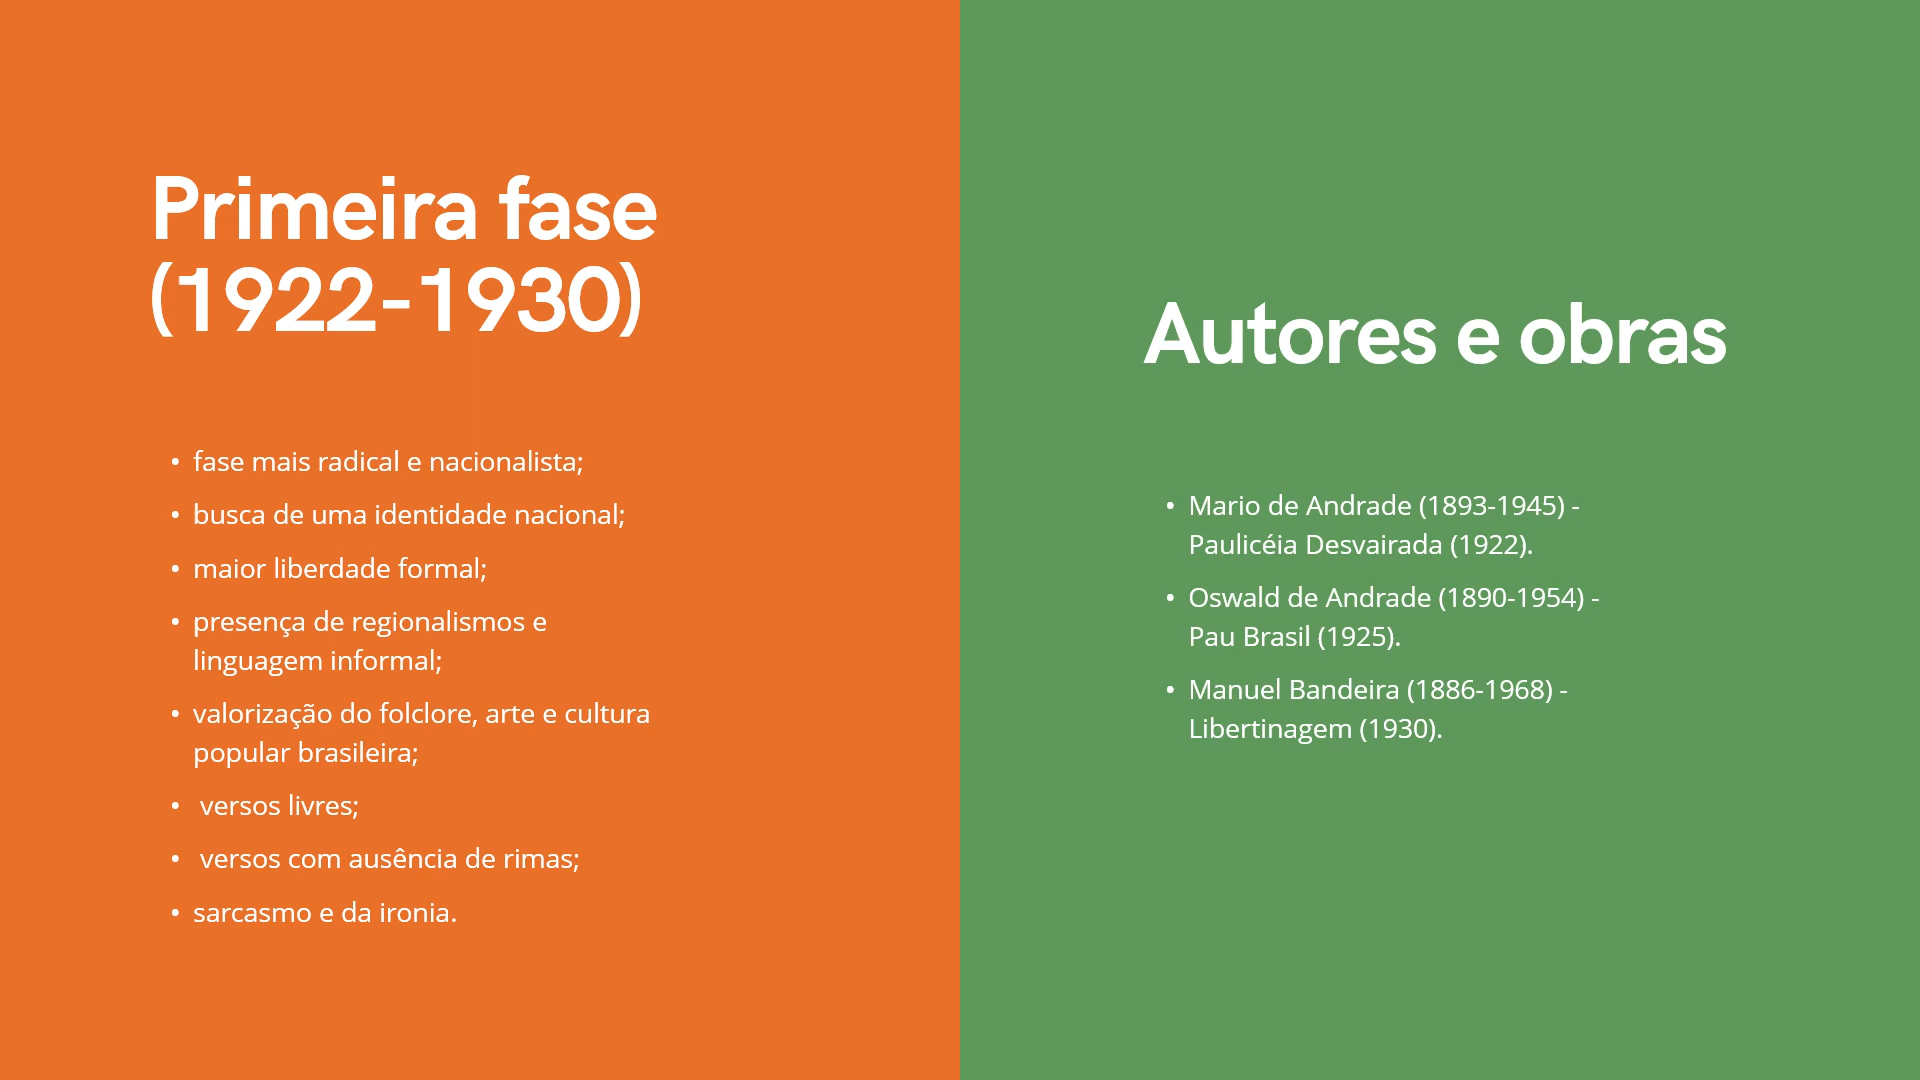 Primeira fase
(1922-1930)
• fase mais radical e nacionalista;
• busca de uma identidade nacional;
• maior liberdade formal;
• presença de regionalismos e
linguagem informal;
• valorização do folclore, arte e cultura
popular brasileira;
• versos livres;
• versos com ausência de rimas;
• sarcasmo e da ironia.
Autores e obras
• Mario de Andrade (1893-1945) -
Paulicéia Desvairada (1922).
• Oswald de Andrade (1890-1954) -
Pau Brasil (1925).
• Manuel Bandeira (1886-1968) -
Libertinagem (1930).